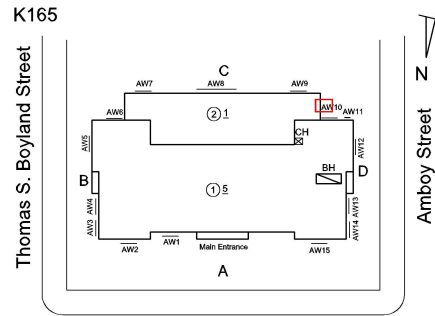 K165
Thomas S. Boyland Street
Amboy Street
N
C
AW7
AW8
AW9
AW6
② 1
AW10
AW11
CH
AW5
AW12
BH
B
D
① 5
AW4
AW13
AW3
AW14
AW2
AW1
Main Entrance
AW15
A